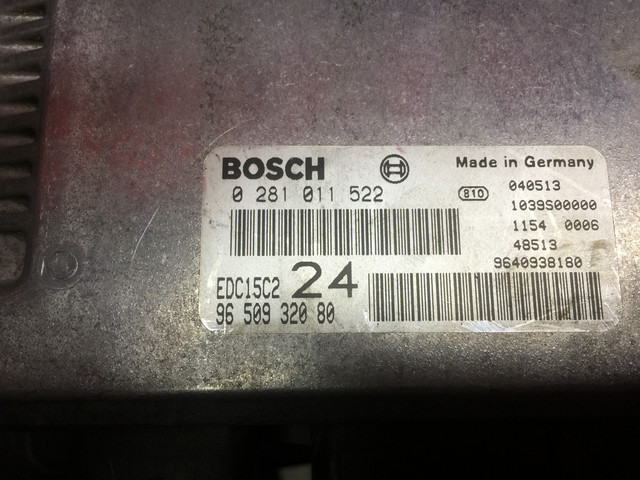 BOSCH
Made in Germany
0 281 011 522
810
040513
1039S00000
1154 0006
48513
9640938180
EDC15C2 24
96 509 320 80